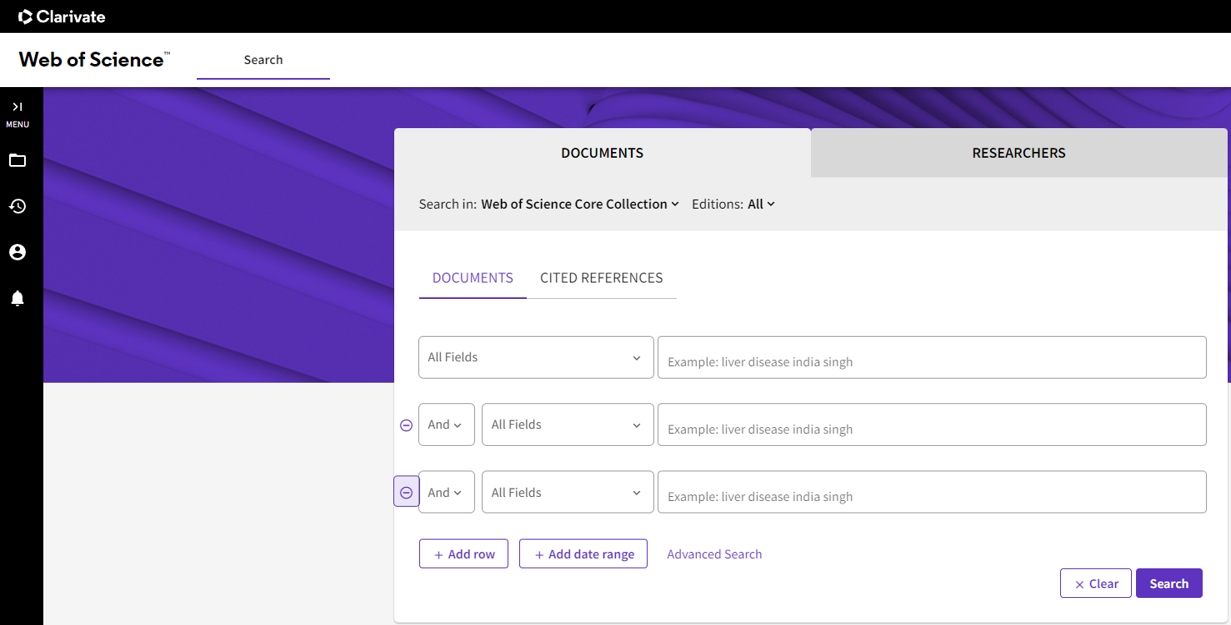 Clarivate
Web of Science™ Search
MENU
DOCUMENTS RESEARCHERS
Search in: Web of Science Core Collection Editions: All
DOCUMENTS CITED REFERENCES
All Fields Example: liver disease india singh
And All Fields Example: liver disease india singh
And All Fields Example: liver disease india singh
+ Add row + Add date range Advanced Search
× Clear Search